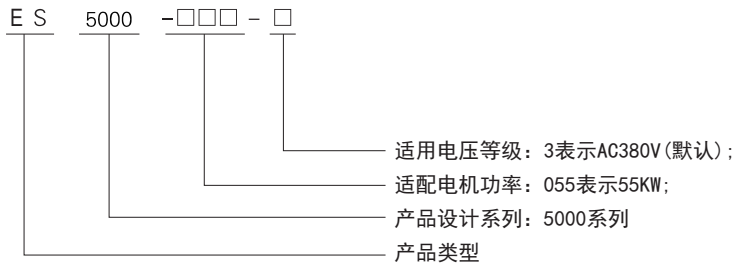 ES 5000 -□□□-□
适用电压等级：3表示AC380V(默认);
适配电机功率：055表示55KW;
产品设计系列：5000系列
产品类型